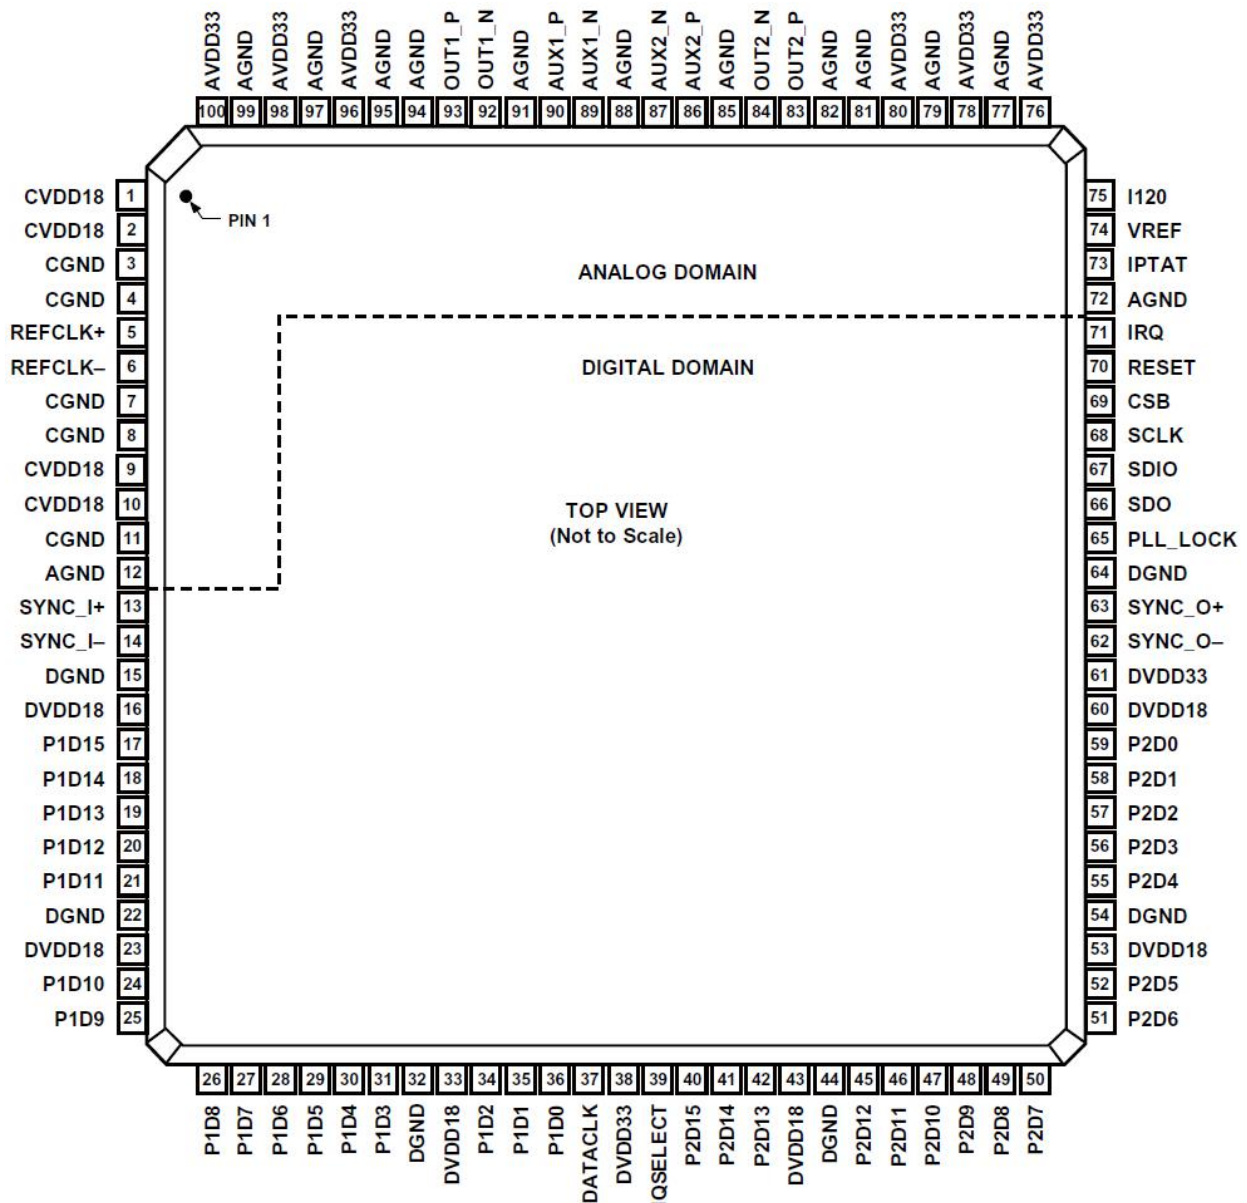 AVDD33
AGND
AVDD33
AGND
AVDD33
AGND
AGND
OUT1_P
OUT1_N
AGND
AUX1_P
AUX1_N
AGND
AUX2_N
AUX2_P
AGND
OUT2_N
OUT2_P
AGND
AGND
AVDD33
AGND
AVDD33
AGND
AVDD33
100 99 98 97 96 95 94 93 92 91 90 89 88 87 86 85 84 83 82 81 80 79 78 77 76
CVDD18 1
CVDD18 2
CGND 3
CGND 4
REFCLK+ 5
REFCLK– 6
CGND 7
CGND 8
CVDD18 9
CVDD18 10
CGND 11
AGND 12
SYNC_I+ 13
SYNC_I– 14
DGND 15
DVDD18 16
P1D15 17
P1D14 18
P1D13 19
P1D12 20
P1D11 21
DGND 22
DVDD18 23
P1D10 24
P1D9 25
PIN 1
ANALOG DOMAIN
DIGITAL DOMAIN
TOP VIEW
(Not to Scale)
75 I120
74 VREF
73 IPTAT
72 AGND
71 IRQ
70 RESET
69 CSB
68 SCLK
67 SDIO
66 SDO
65 PLL_LOCK
64 DGND
63 SYNC_O+
62 SYNC_O–
61 DVDD33
60 DVDD18
59 P2D0
58 P2D1
57 P2D2
56 P2D3
55 P2D4
54 DGND
53 DVDD18
52 P2D5
51 P2D6
26 27 28 29 30 31 32 33 34 35 36 37 38 39 40 41 42 43 44 45 46 47 48 49 50
P1D8
P1D7
P1D6
P1D5
P1D4
P1D3
DGND
DVDD18
P1D2
P1D1
P1D0
DATACLK
DVDD33
IQSELECT
P2D15
P2D14
P2D13
DVDD18
DGND
P2D12
P2D11
P2D10
P2D9
P2D8
P2D7